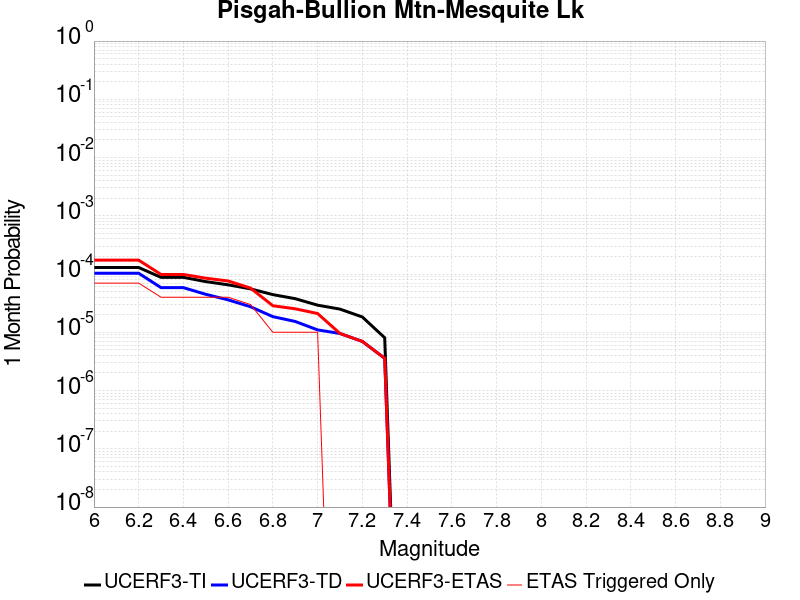 Pisgah-Bullion Mtn-Mesquite Lk
10 0
10 -1
10 -2
10 -3
10 -4
10 -5
10 -6
10 -7
10 -8
1 Month Probability
6 6.2 6.4 6.6 6.8 7 7.2 7.4 7.6 7.8 8 8.2 8.4 8.6 8.8 9
Magnitude
UCERF3-TI UCERF3-TD UCERF3-ETAS ETAS Triggered Only